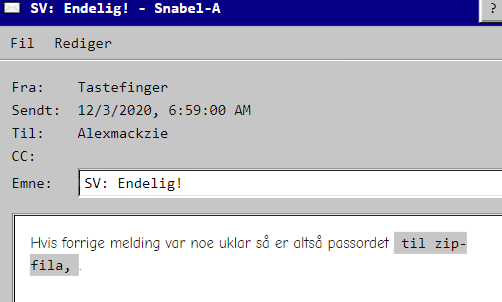 SV: Endelig! - Snabel-A
?
Fil Rediger
Fra: Tastefinger
Sendt: 12/3/2020, 6:59:00 AM
Til: Alexmackzie
CC:
Emne: SV: Endelig!
Hvis forrige melding var noe uklar så er altså passordet til zip-
fila, .